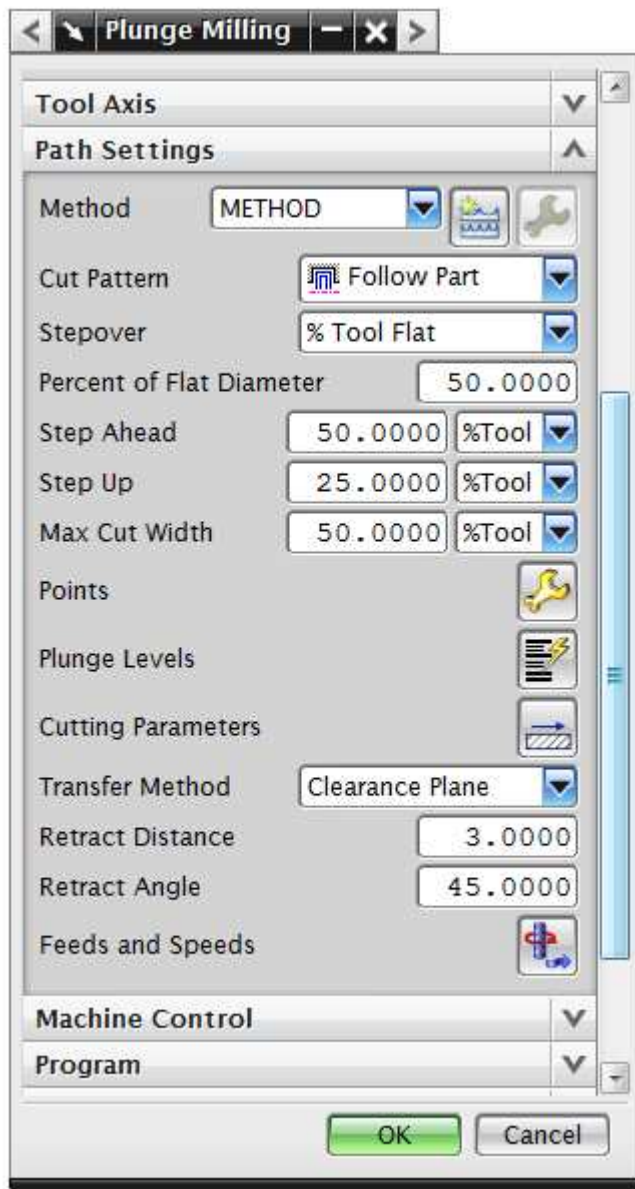 Plunge Milling
Tool Axis
Path Settings
Method METHOD
Cut Pattern Follow Part
Stepover % Tool Flat
Percent of Flat Diameter 50.0000
Step Ahead 50.0000 %Tool
Step Up 25.0000 %Tool
Max Cut Width 50.0000 %Tool
Points
Plunge Levels
Cutting Parameters
Transfer Method Clearance Plane
Retract Distance 3.0000
Retract Angle 45.0000
Feeds and Speeds
Machine Control
Program
OK Cancel